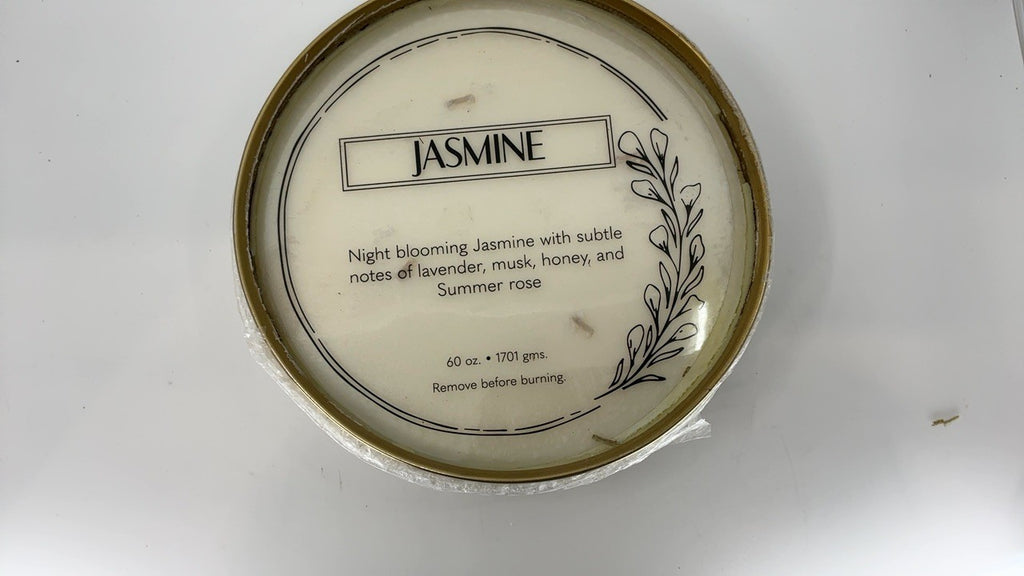 JASMINE
Night blooming Jasmine with subtle
notes of lavender, musk, honey, and
Summer rose
60 oz. • 1701 gms.
Remove before burning.